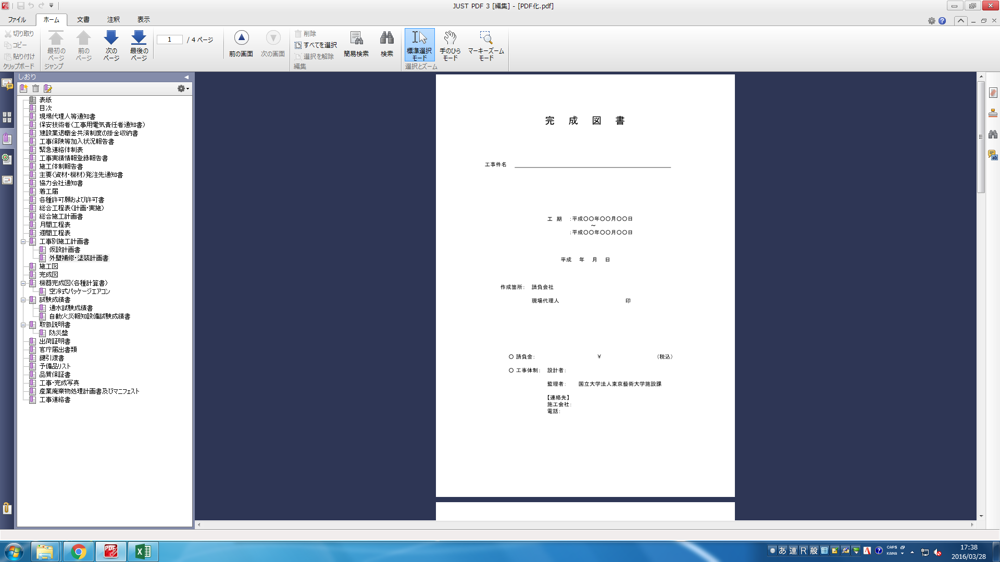 JUST PDF 3 [編集] - [PDF化.pdf]
ファイル ホーム 文書 注釈 表示
切り取り
コピー
貼り付け
クリップボード
最初の
ページ
前の
ページ
次の
ページ
最後の
ページ
ジャンプ
1 / 4 ページ
前の画面
次の画面
削除
すべてを選択
選択を解除
編集
簡易検索
検索
標準選択
モード
手のひら
モード
マーキーズーム
モード
選択とズーム
しおり
表紙
目次
現場代理人等通知書
保安技術者(工事用電気責任者通知書)
建設業退職金共済制度の掛金収納書
工事保険等加入状況報告書
緊急連絡体制表
工事実績情報登録報告書
施工体制報告書
主要(資材・機材)発注先通知書
協力会社通知書
着工届
各種許可願および許可書
総合工程表(計画・実施)
総合施工計画書
月間工程表
週間工程表
工事別施工計画書
仮設計画書
外壁補修・塗装計画書
施工図
完成図
機器完成図(各種計算書)
空冷式パッケージエアコン
試験成績書
通水試験成績書
自動火災報知設備試験成績書
取扱説明書
防災盤
出荷証明書
官庁届出書類
鍵引渡書
予備品リスト
品質保証書
工事・完成写真
産業廃棄物処理計画書及びマニフェスト
工事連絡書
完 成 図 書
工事件名
工 期 :平成〇〇年〇〇月〇〇日
～
:平成〇〇年〇〇月〇〇日
平成 年 月 日
作成箇所: 請負会社
現場代理人 印
〇 請負金: ¥ (税込)
〇 工事体制: 設計者:
監理者: 国立大学法人東京藝術大学施設課
【連絡先】
施工会社:
電話:
あ 連 R 般
CAPS
KANA
17:38
2016/03/28